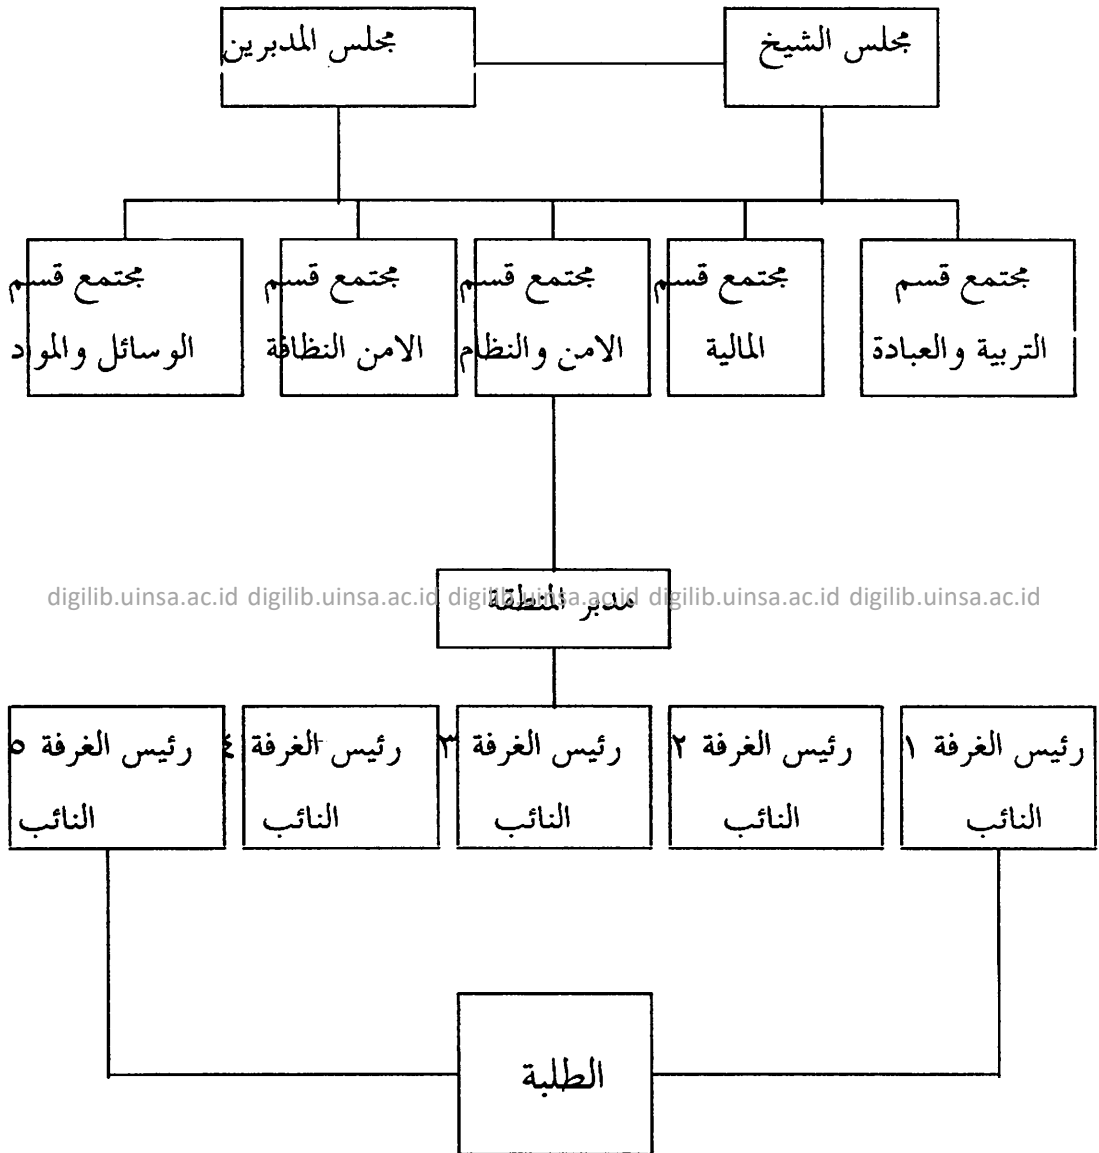 مجلس الشيخ
مجلس المدبرين
مجتمع قسم
التربية والعبادة
مجتمع قسم
المالية
مجتمع قسم
الامن والنظام
مجتمع قسم
الامن النظافة
مجتمع قسم
الوسائل والمورد
مدبر المنطقة
digilib.uinsa.ac.id digilib.uinsa.ac.id digilib.uinsa.ac.id digilib.uinsa.ac.id digilib.uinsa.ac.id
رئيس الغرفة ١
النائب
رئيس الغرفة ٢
النائب
رئيس الغرفة ٣
النائب
رئيس الغرفة ٤
النائب
رئيس الغرفة ٥
النائب
الطلبة